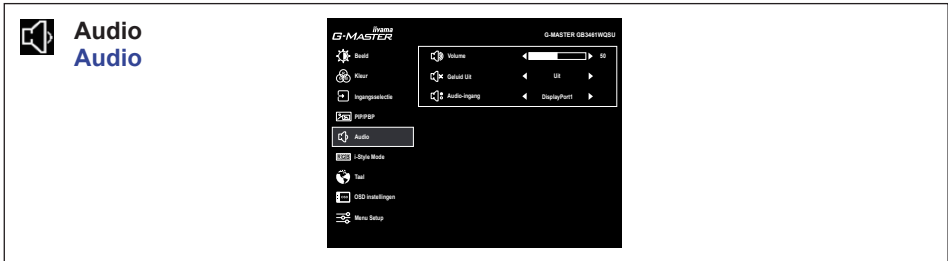 Audio
Audio
iiyama
G-MASTER
G-MASTER GB3461WQSU
Beeld
Volume
50
Kleur
Geluid Uit
Uit
Ingangsselectie
Audio-ingang
DisplayPort1
PIP/PBP
Audio
i-Style Mode
Taal
OSD instellingen
Menu Setup